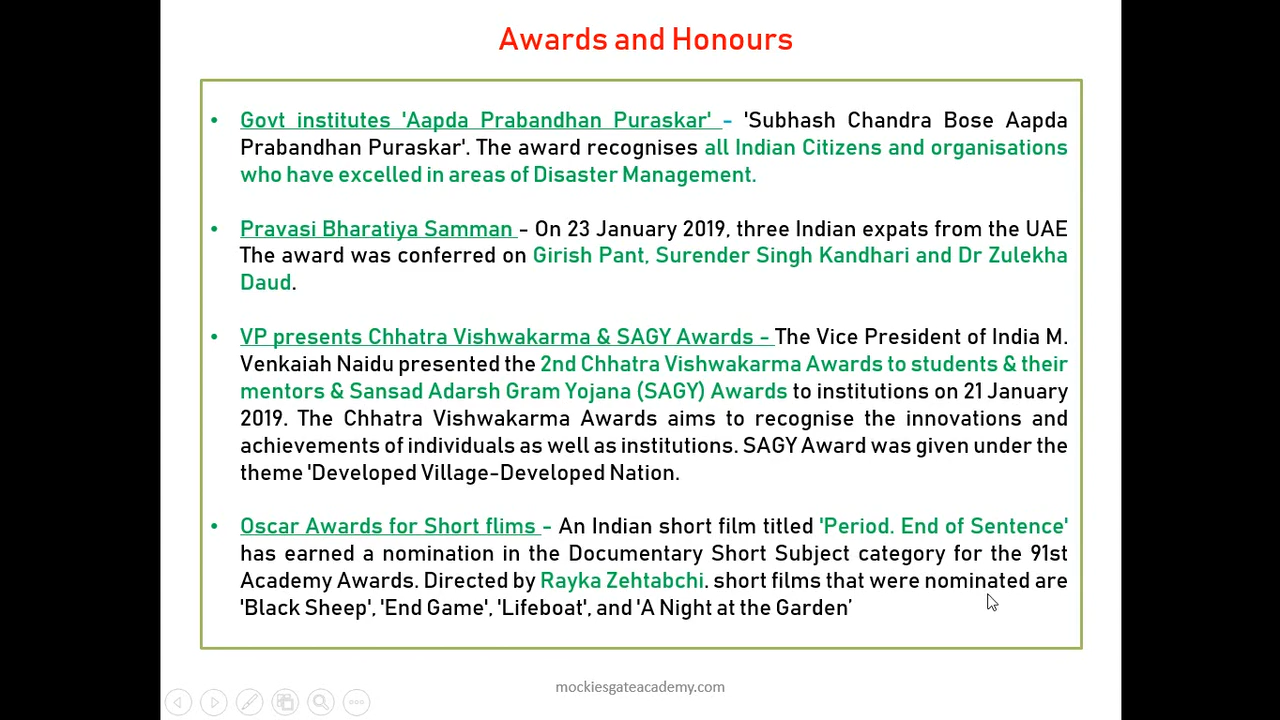 Awards and Honours
• Govt institutes 'Aapda Prabandhan Puraskar' - 'Subhash Chandra Bose Aapda
Prabandhan Puraskar'. The award recognises all Indian Citizens and organisations
who have excelled in areas of Disaster Management.
• Pravasi Bharatiya Samman - On 23 January 2019, three Indian expats from the UAE
The award was conferred on Girish Pant, Surender Singh Kandhari and Dr Zulekha
Daud.
• VP presents Chhatra Vishwakarma & SAGY Awards - The Vice President of India M.
Venkaiah Naidu presented the 2nd Chhatra Vishwakarma Awards to students & their
mentors & Sansad Adarsh Gram Yojana (SAGY) Awards to institutions on 21 January
2019. The Chhatra Vishwakarma Awards aims to recognise the innovations and
achievements of individuals as well as institutions. SAGY Award was given under the
theme 'Developed Village-Developed Nation.
• Oscar Awards for Short flims - An Indian short film titled 'Period. End of Sentence'
has earned a nomination in the Documentary Short Subject category for the 91st
Academy Awards. Directed by Rayka Zehtabchi. short films that were nominated are
'Black Sheep', 'End Game', 'Lifeboat', and 'A Night at the Garden’
mockiesgateacademy.com